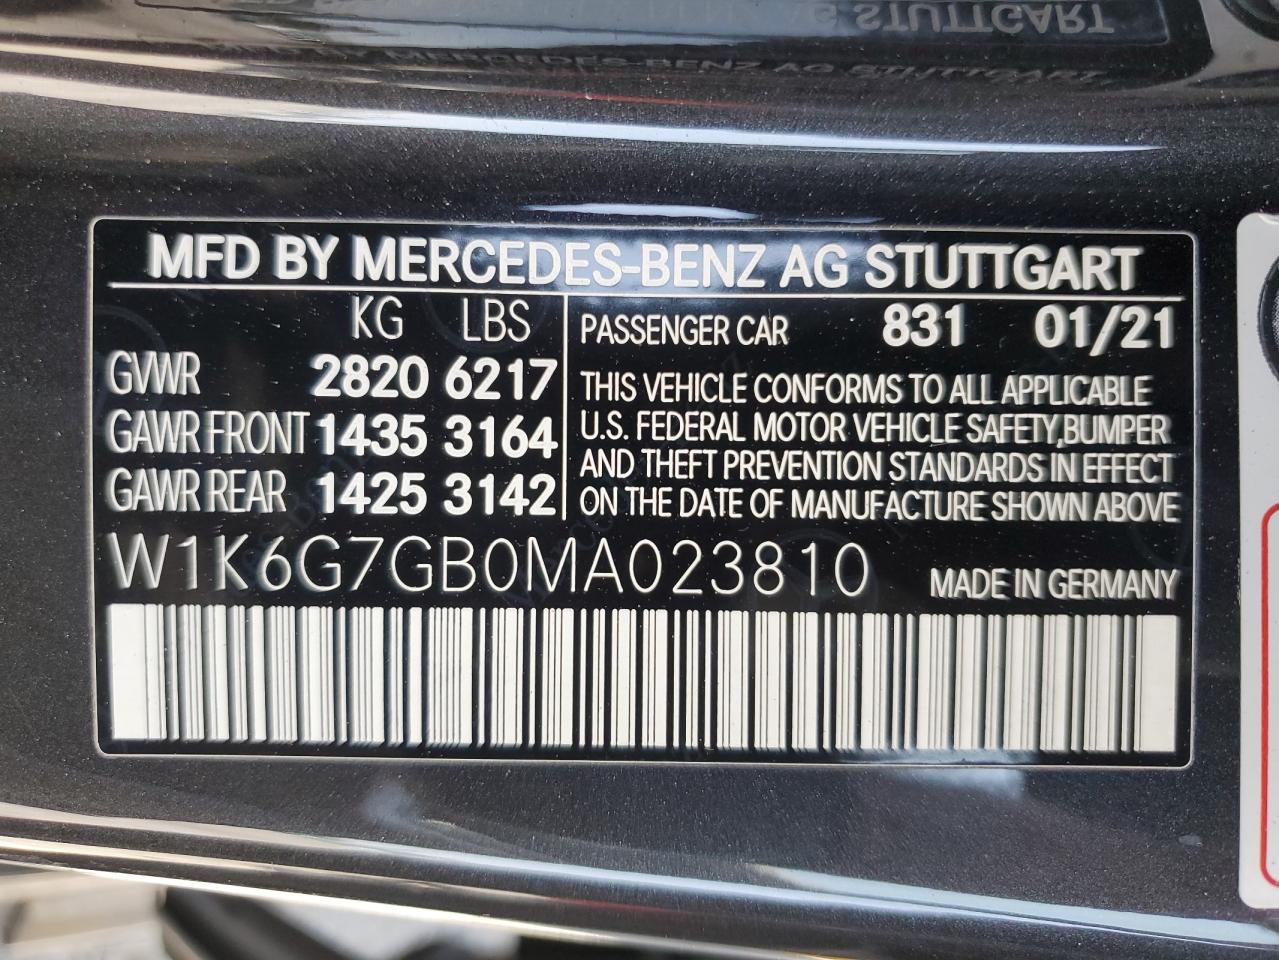 MFD BY MERCEDES-BENZ AG STUTTGART
KG LBS
GVWR 2820 6217
GAWR FRONT 1435 3164
GAWR REAR 1425 3142
PASSENGER CAR 831 01/21
THIS VEHICLE CONFORMS TO ALL APPLICABLE
U.S. FEDERAL MOTOR VEHICLE SAFETY,BUMPER
AND THEFT PREVENTION STANDARDS IN EFFECT
ON THE DATE OF MANUFACTURE SHOWN ABOVE
W1K6G7GB0MA023810
MADE IN GERMANY